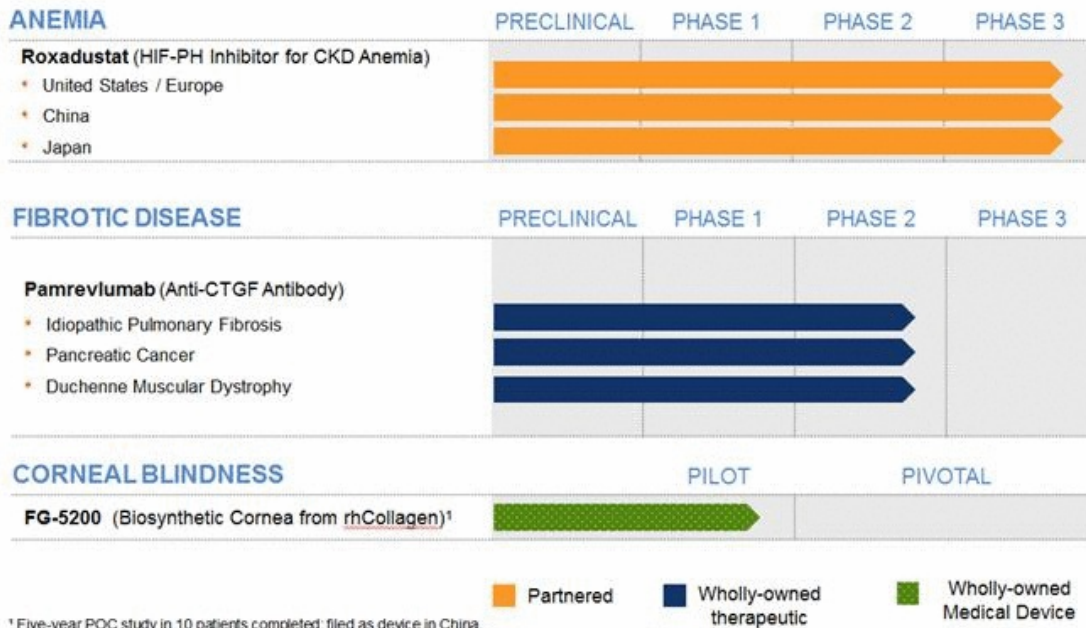 ANEMIA PRECLINICAL PHASE 1 PHASE 2 PHASE 3
Roxadustat (HIF-PH Inhibitor for CKD Anemia)
• United States / Europe
• China
• Japan
FIBROTIC DISEASE PRECLINICAL PHASE 1 PHASE 2 PHASE 3
Pamrevlumab (Anti-CTGF Antibody)
• Idiopathic Pulmonary Fibrosis
• Pancreatic Cancer
• Duchenne Muscular Dystrophy
CORNEAL BLINDNESS PILOT PIVOTAL
FG-5200 (Biosynthetic Cornea from rhCollagen)¹
Partnered
Wholly-owned
therapeutic
Wholly-owned
Medical Device
¹ Five-year POC study in 10 patients completed; filed as device in China